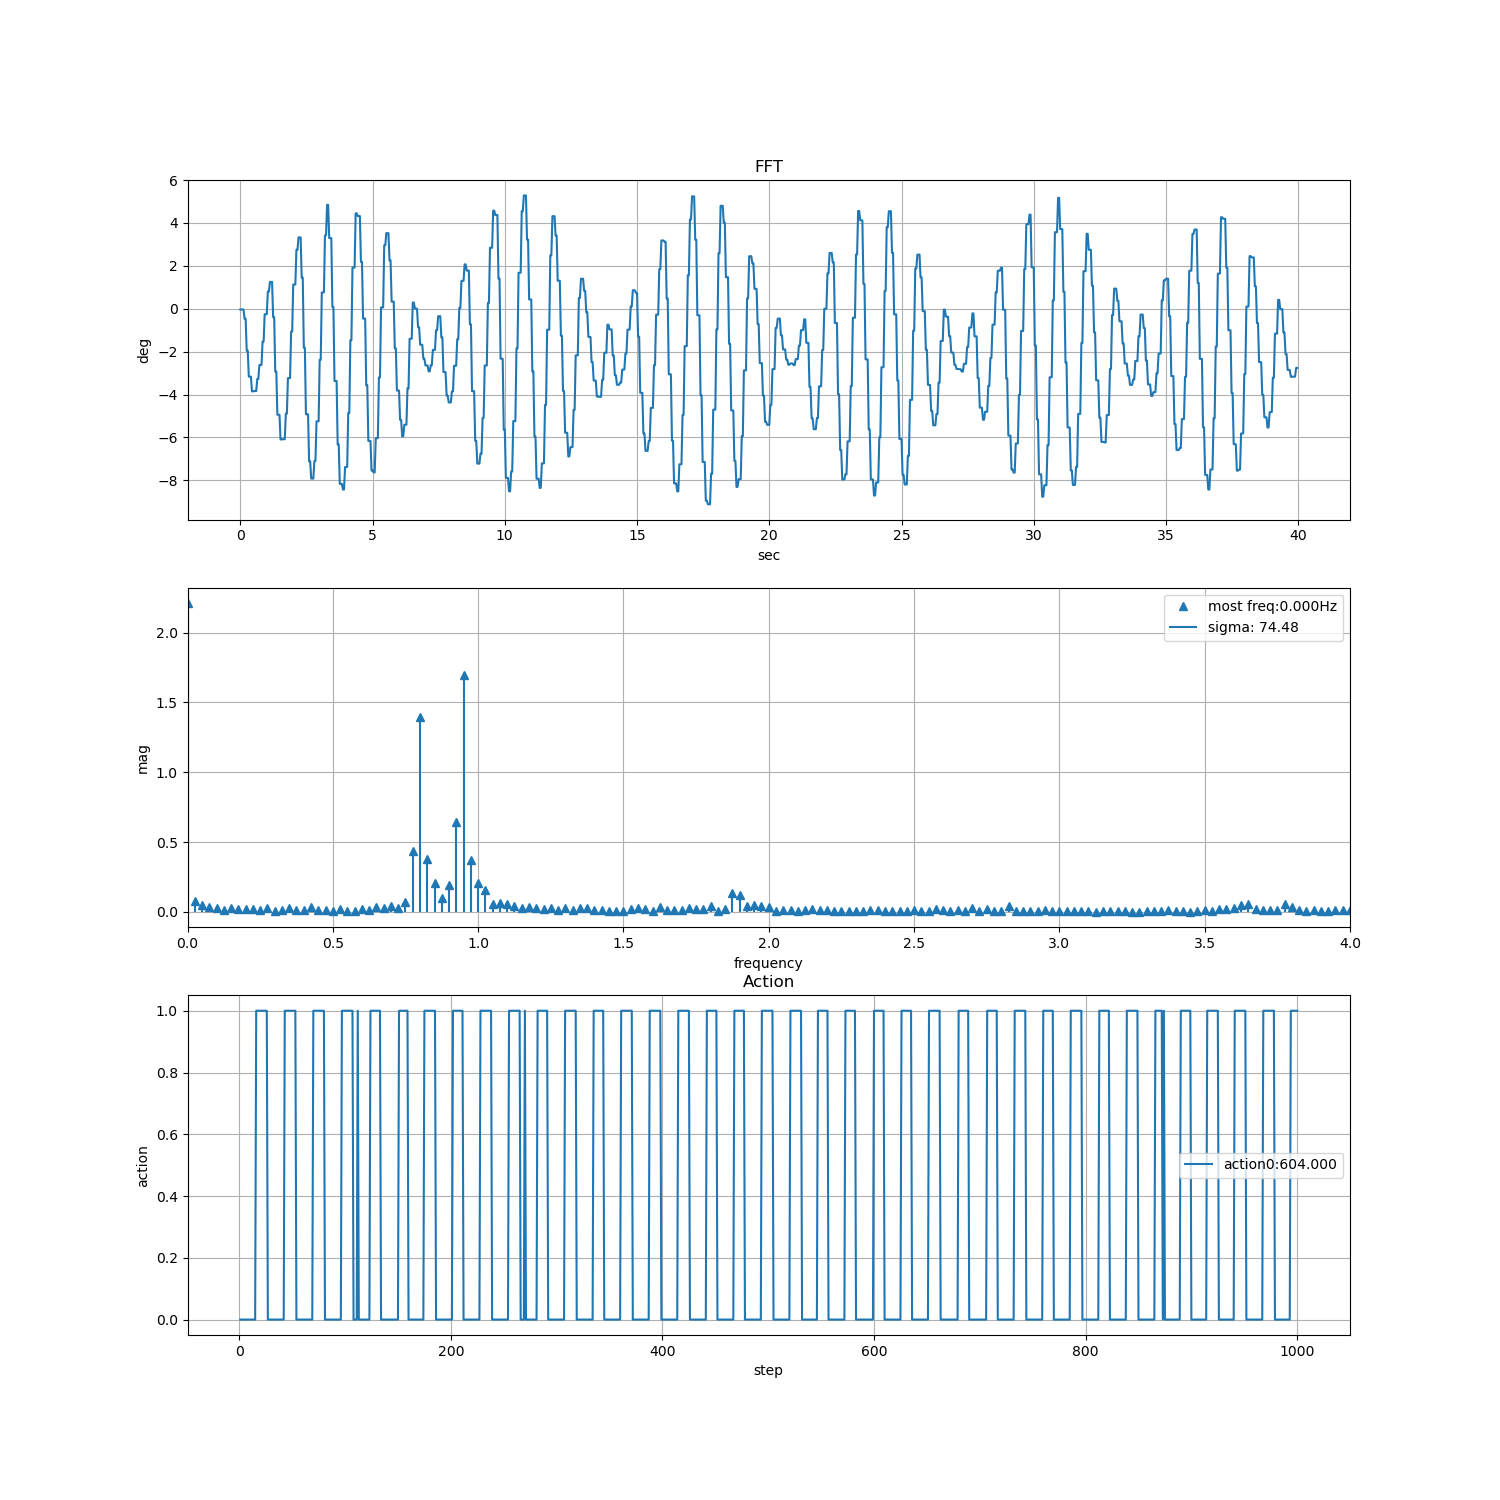 FFT
6
4
2
0
−2
−4
−6
−8
deg
0 5 10 15 20 25 30 35 40
sec
most freq:0.000Hz
sigma: 74.48
2.0
1.5
1.0
0.5
0.0
mag
0.0 0.5 1.0 1.5 2.0 2.5 3.0 3.5 4.0
frequency
Action
1.0
0.8
0.6
0.4
0.2
0.0
action
action0:604.000
0 200 400 600 800 1000
step